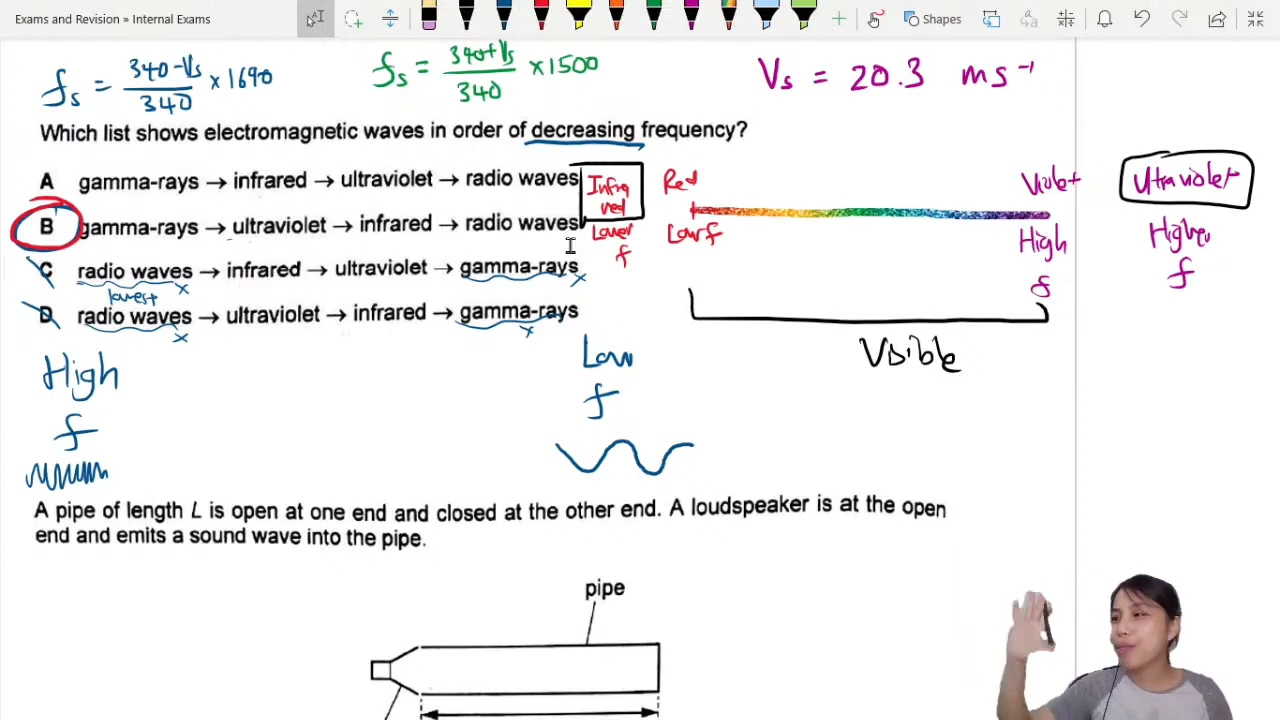 Exams and Revision » Internal Exams
Shapes
fs = 340-Vs / 340 × 1690
fs = 340+Vs / 340 × 1500
Vs = 20.3 ms⁻¹
Which list shows electromagnetic waves in order of decreasing frequency?
A gamma-rays → infrared → ultraviolet → radio waves
B gamma-rays → ultraviolet → infrared → radio waves
C radio waves → infrared → ultraviolet → gamma-rays
lowest
D radio waves → ultraviolet → infrared → gamma-rays
Infra
red
Lower
f
Red
Low f
Violet
High
f
Ultraviolet
Higher
f
Visible
High
f
Low
f
A pipe of length L is open at one end and closed at the other end. A loudspeaker is at the open
end and emits a sound wave into the pipe.
pipe